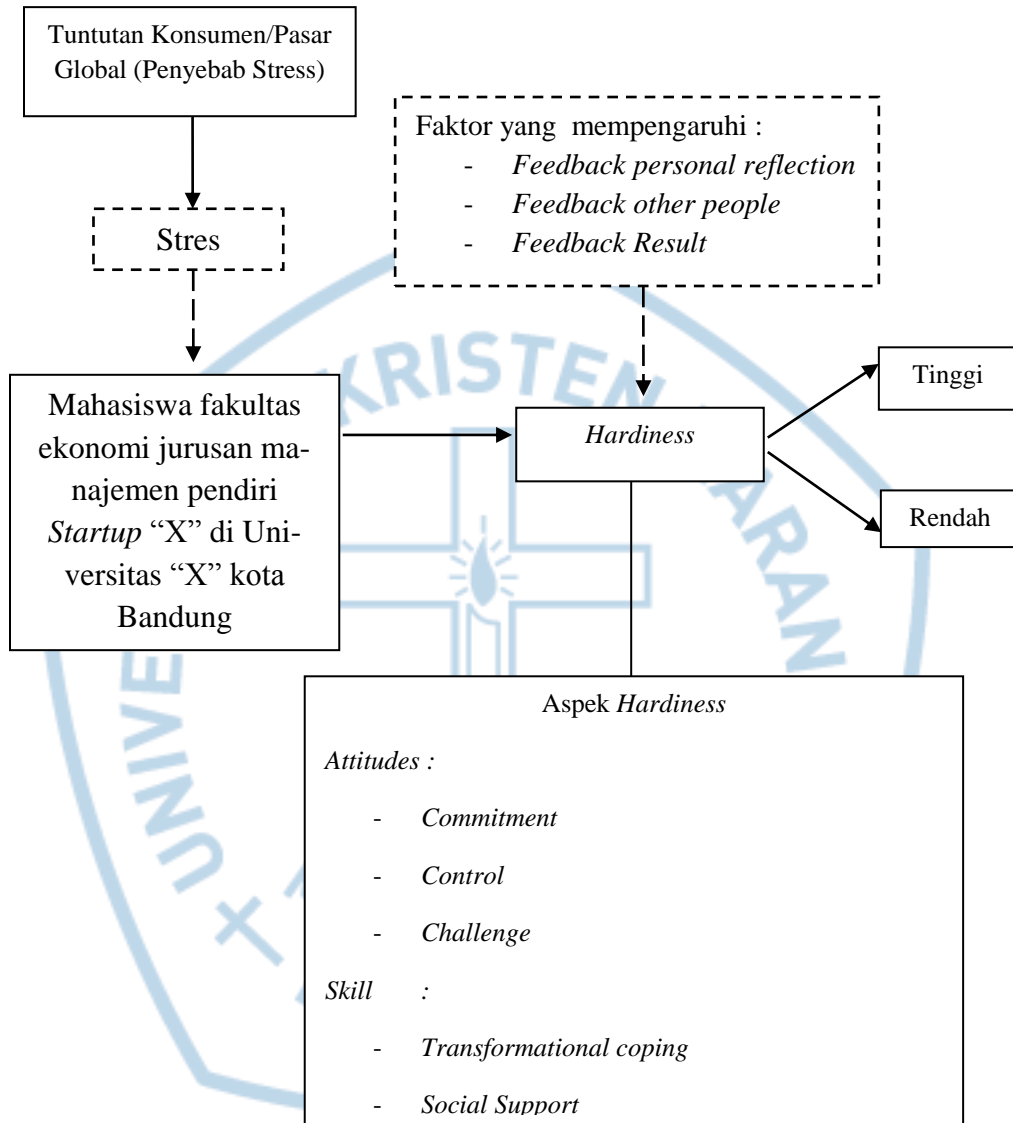 Tuntutan Konsumen/Pasar
Global (Penyebab Stress)
Faktor yang mempengaruhi :
- Feedback personal reflection
- Feedback other people
- Feedback Result
Stres
Mahasiswa fakultas
ekonomi jurusan ma-
najemen pendiri
Startup “X” di Uni-
versitas “X” kota
Bandung
Hardiness
Tinggi
Rendah
Aspek Hardiness
Attitudes :
- Commitment
- Control
- Challenge
Skill :
- Transformational coping
- Social Support
KRISTEN